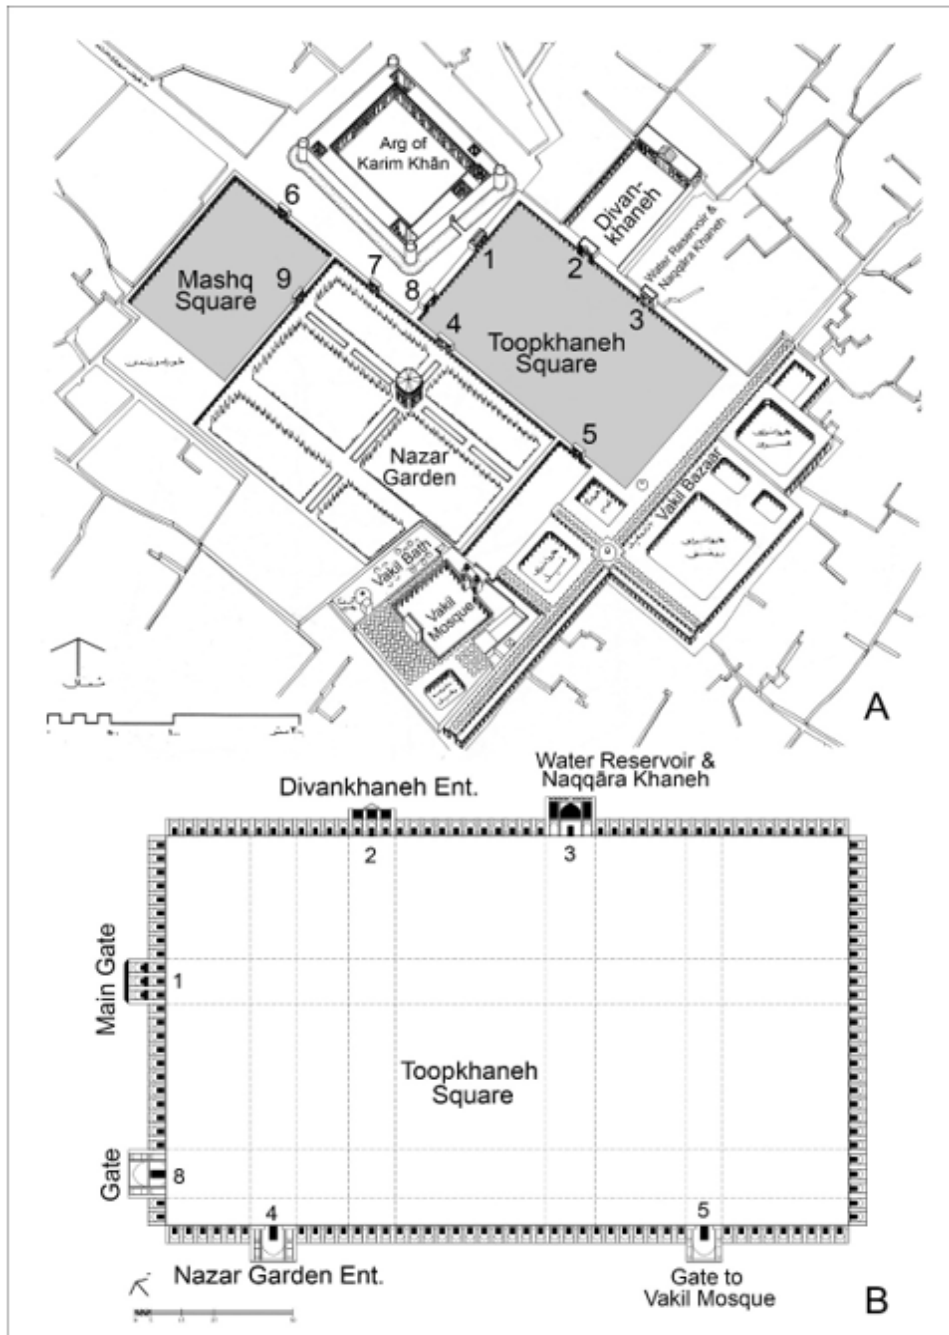 Arg of
Karim Khān
6
Divan-
khaneh
Water Reservoir &
Naqqāra Khaneh
1
2
Mashq
Square
9
7
8
3
4
Toopkhaneh
Square
5
Nazar
Garden
Vakil Bazaar
Vakil Bath
Vakil
Mosque
A
Water Reservoir &
Naqqāra Khaneh
Divankhaneh Ent.
2
3
Main Gate
1
Toopkhaneh
Square
Gate
8
4
5
Nazar Garden Ent.
Gate to
Vakil Mosque
B